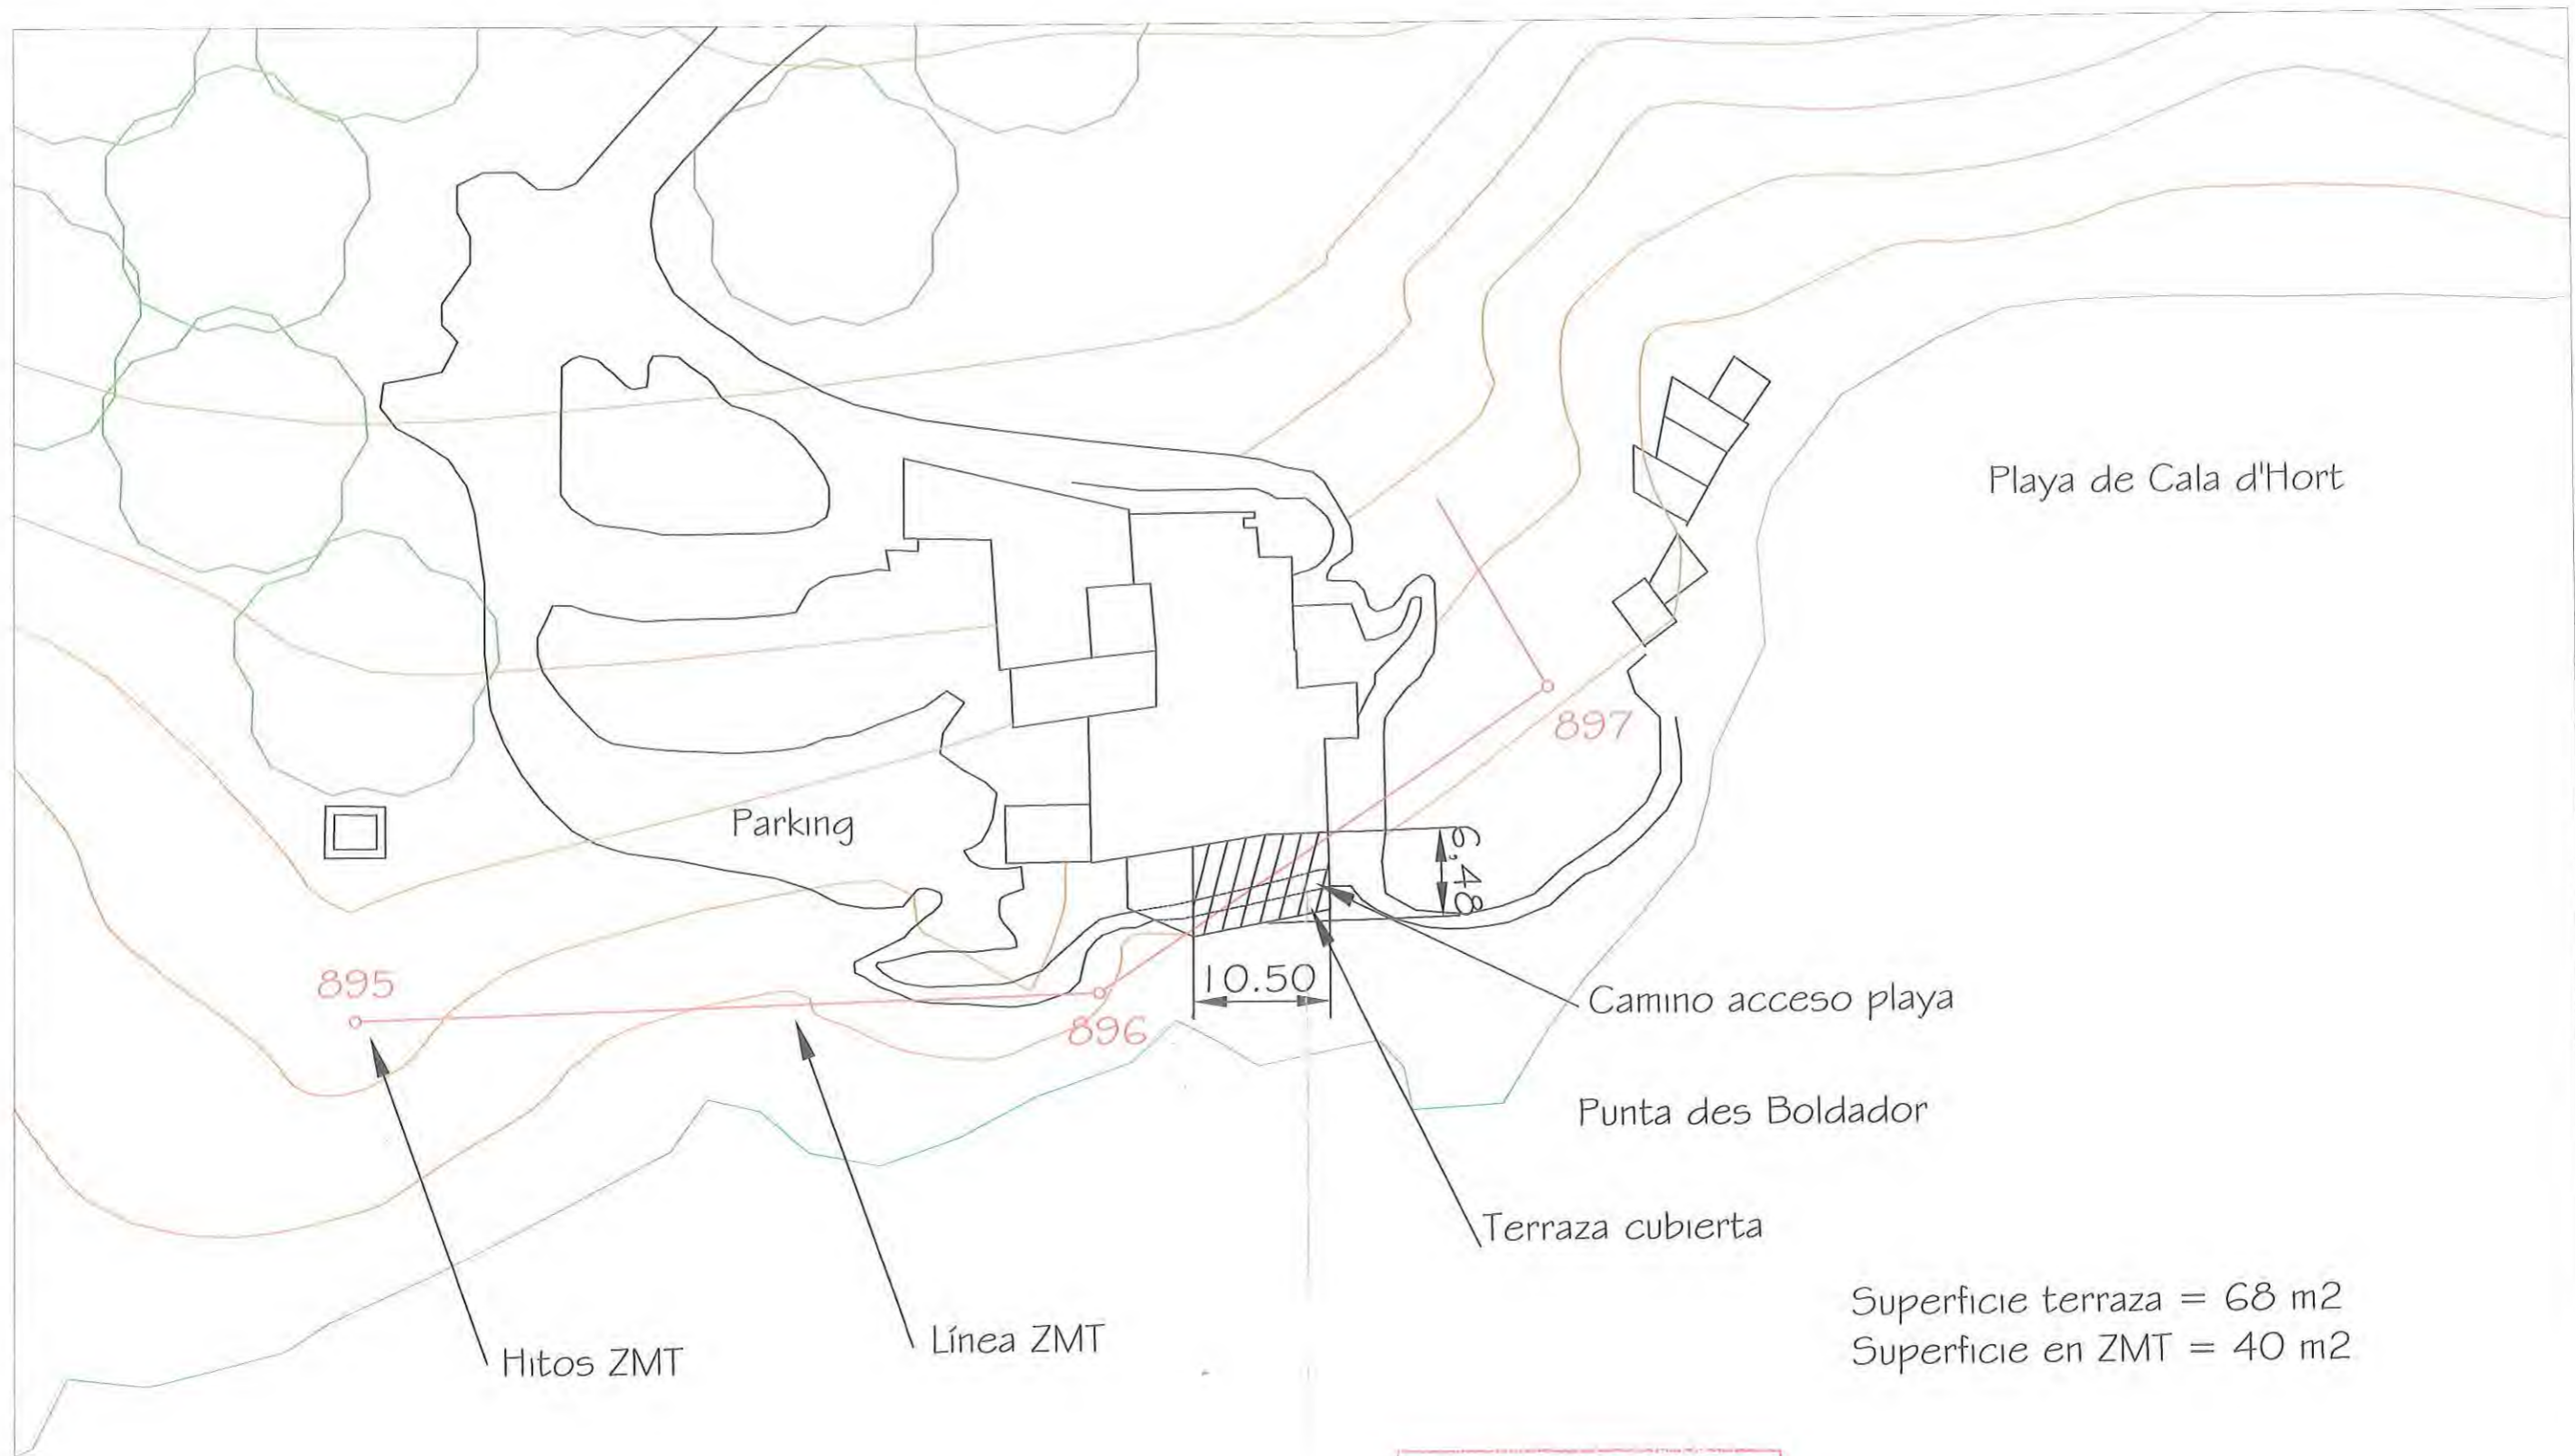 Playa de Cala d'Hort
897
Parking
6,48
895
10.50
Camino acceso playa
896
Punta des Boldador
Terraza cubierta
Superficie terraza = 68 m2
Línea ZMT
Superficie en ZMT = 40 m2
Hitos ZMT